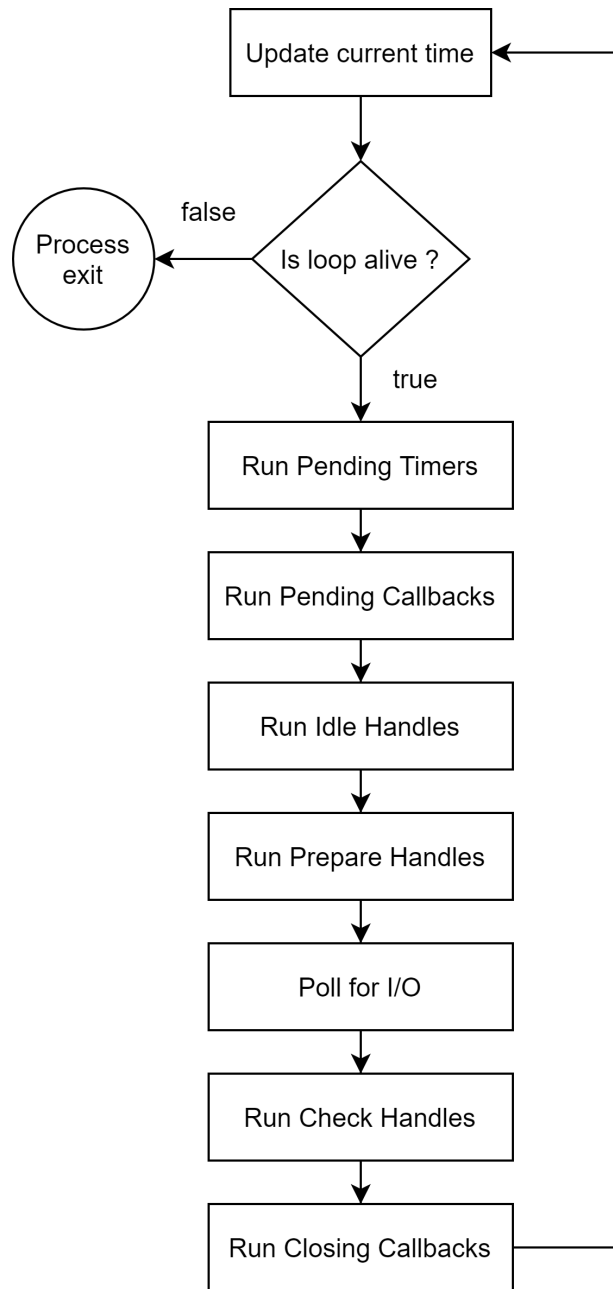 Update current time
false
Process
exit
Is loop alive ?
true
Run Pending Timers
Run Pending Callbacks
Run Idle Handles
Run Prepare Handles
Poll for I/O
Run Check Handles
Run Closing Callbacks